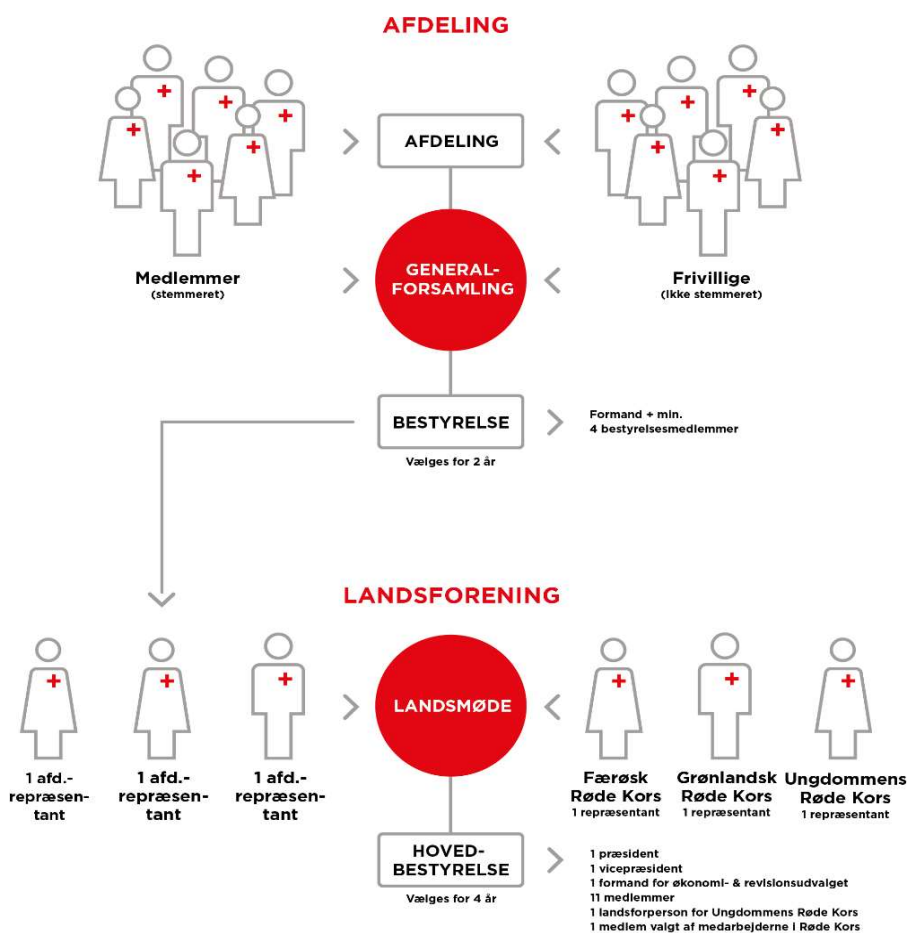 AFDELING
AFDELING
Medlemmer
(stemmeret)
GENERAL-
FORSAMLING
Frivillige
(ikke stemmeret)
BESTYRELSE
Vælges for 2 år
Formand + min.
4 bestyrelsesmedlemmer
LANDSFORENING
LANDSMØDE
1 afd.-
repræsen-
tant
1 afd.-
repræsen-
tant
1 afd.-
repræsen-
tant
Færøsk
Røde Kors
1 repræsentant
Grønlandsk
Røde Kors
1 repræsentant
Ungdommens
Røde Kors
1 repræsentant
HOVED-
BESTYRELSE
Vælges for 4 år
1 præsident
1 vicepræsident
1 formand for økonomi- & revisionsudvalget
11 medlemmer
1 landsforperson for Ungdommens Røde Kors
1 medlem valgt af medarbejderne i Røde Kors